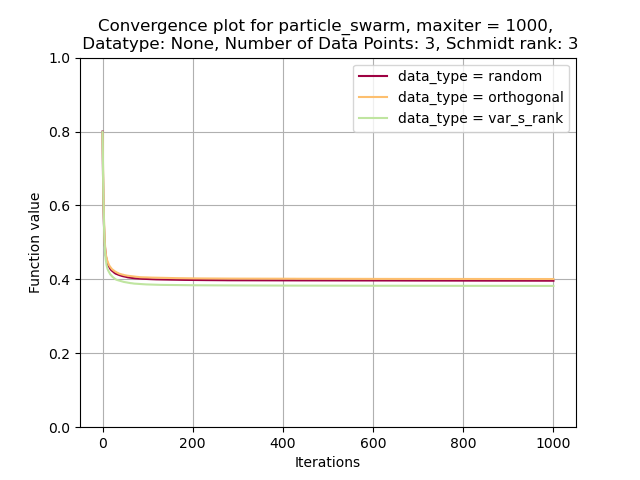 Convergence plot for particle_swarm, maxiter = 1000,
Datatype: None, Number of Data Points: 3, Schmidt rank: 3
1.0
data_type = random
data_type = orthogonal
data_type = var_s_rank
0.8
0.6
Function value
0.4
0.2
0.0
0 200 400 600 800 1000
Iterations